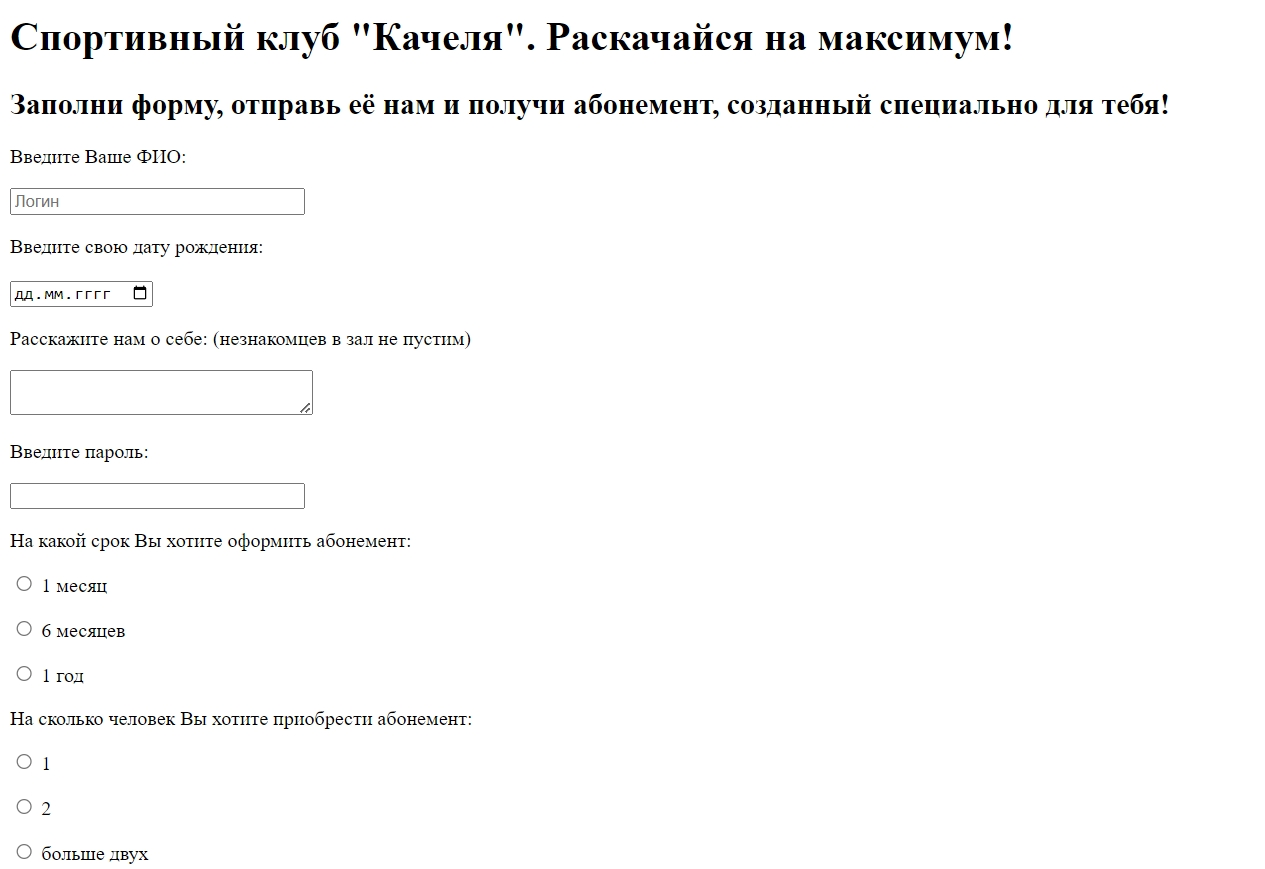 Спортивный клуб "Качеля". Раскачайся на максимум!
Заполни форму, отправь её нам и получи абонемент, созданный специально для тебя!
Введите Ваше ФИО:
Логин
Введите свою дату рождения:
дд.мм.гггг
Расскажите нам о себе: (незнакомцев в зал не пустим)
Введите пароль:
На какой срок Вы хотите оформить абонемент:
1 месяц
6 месяцев
1 год
На сколько человек Вы хотите приобрести абонемент:
1
2
больше двух